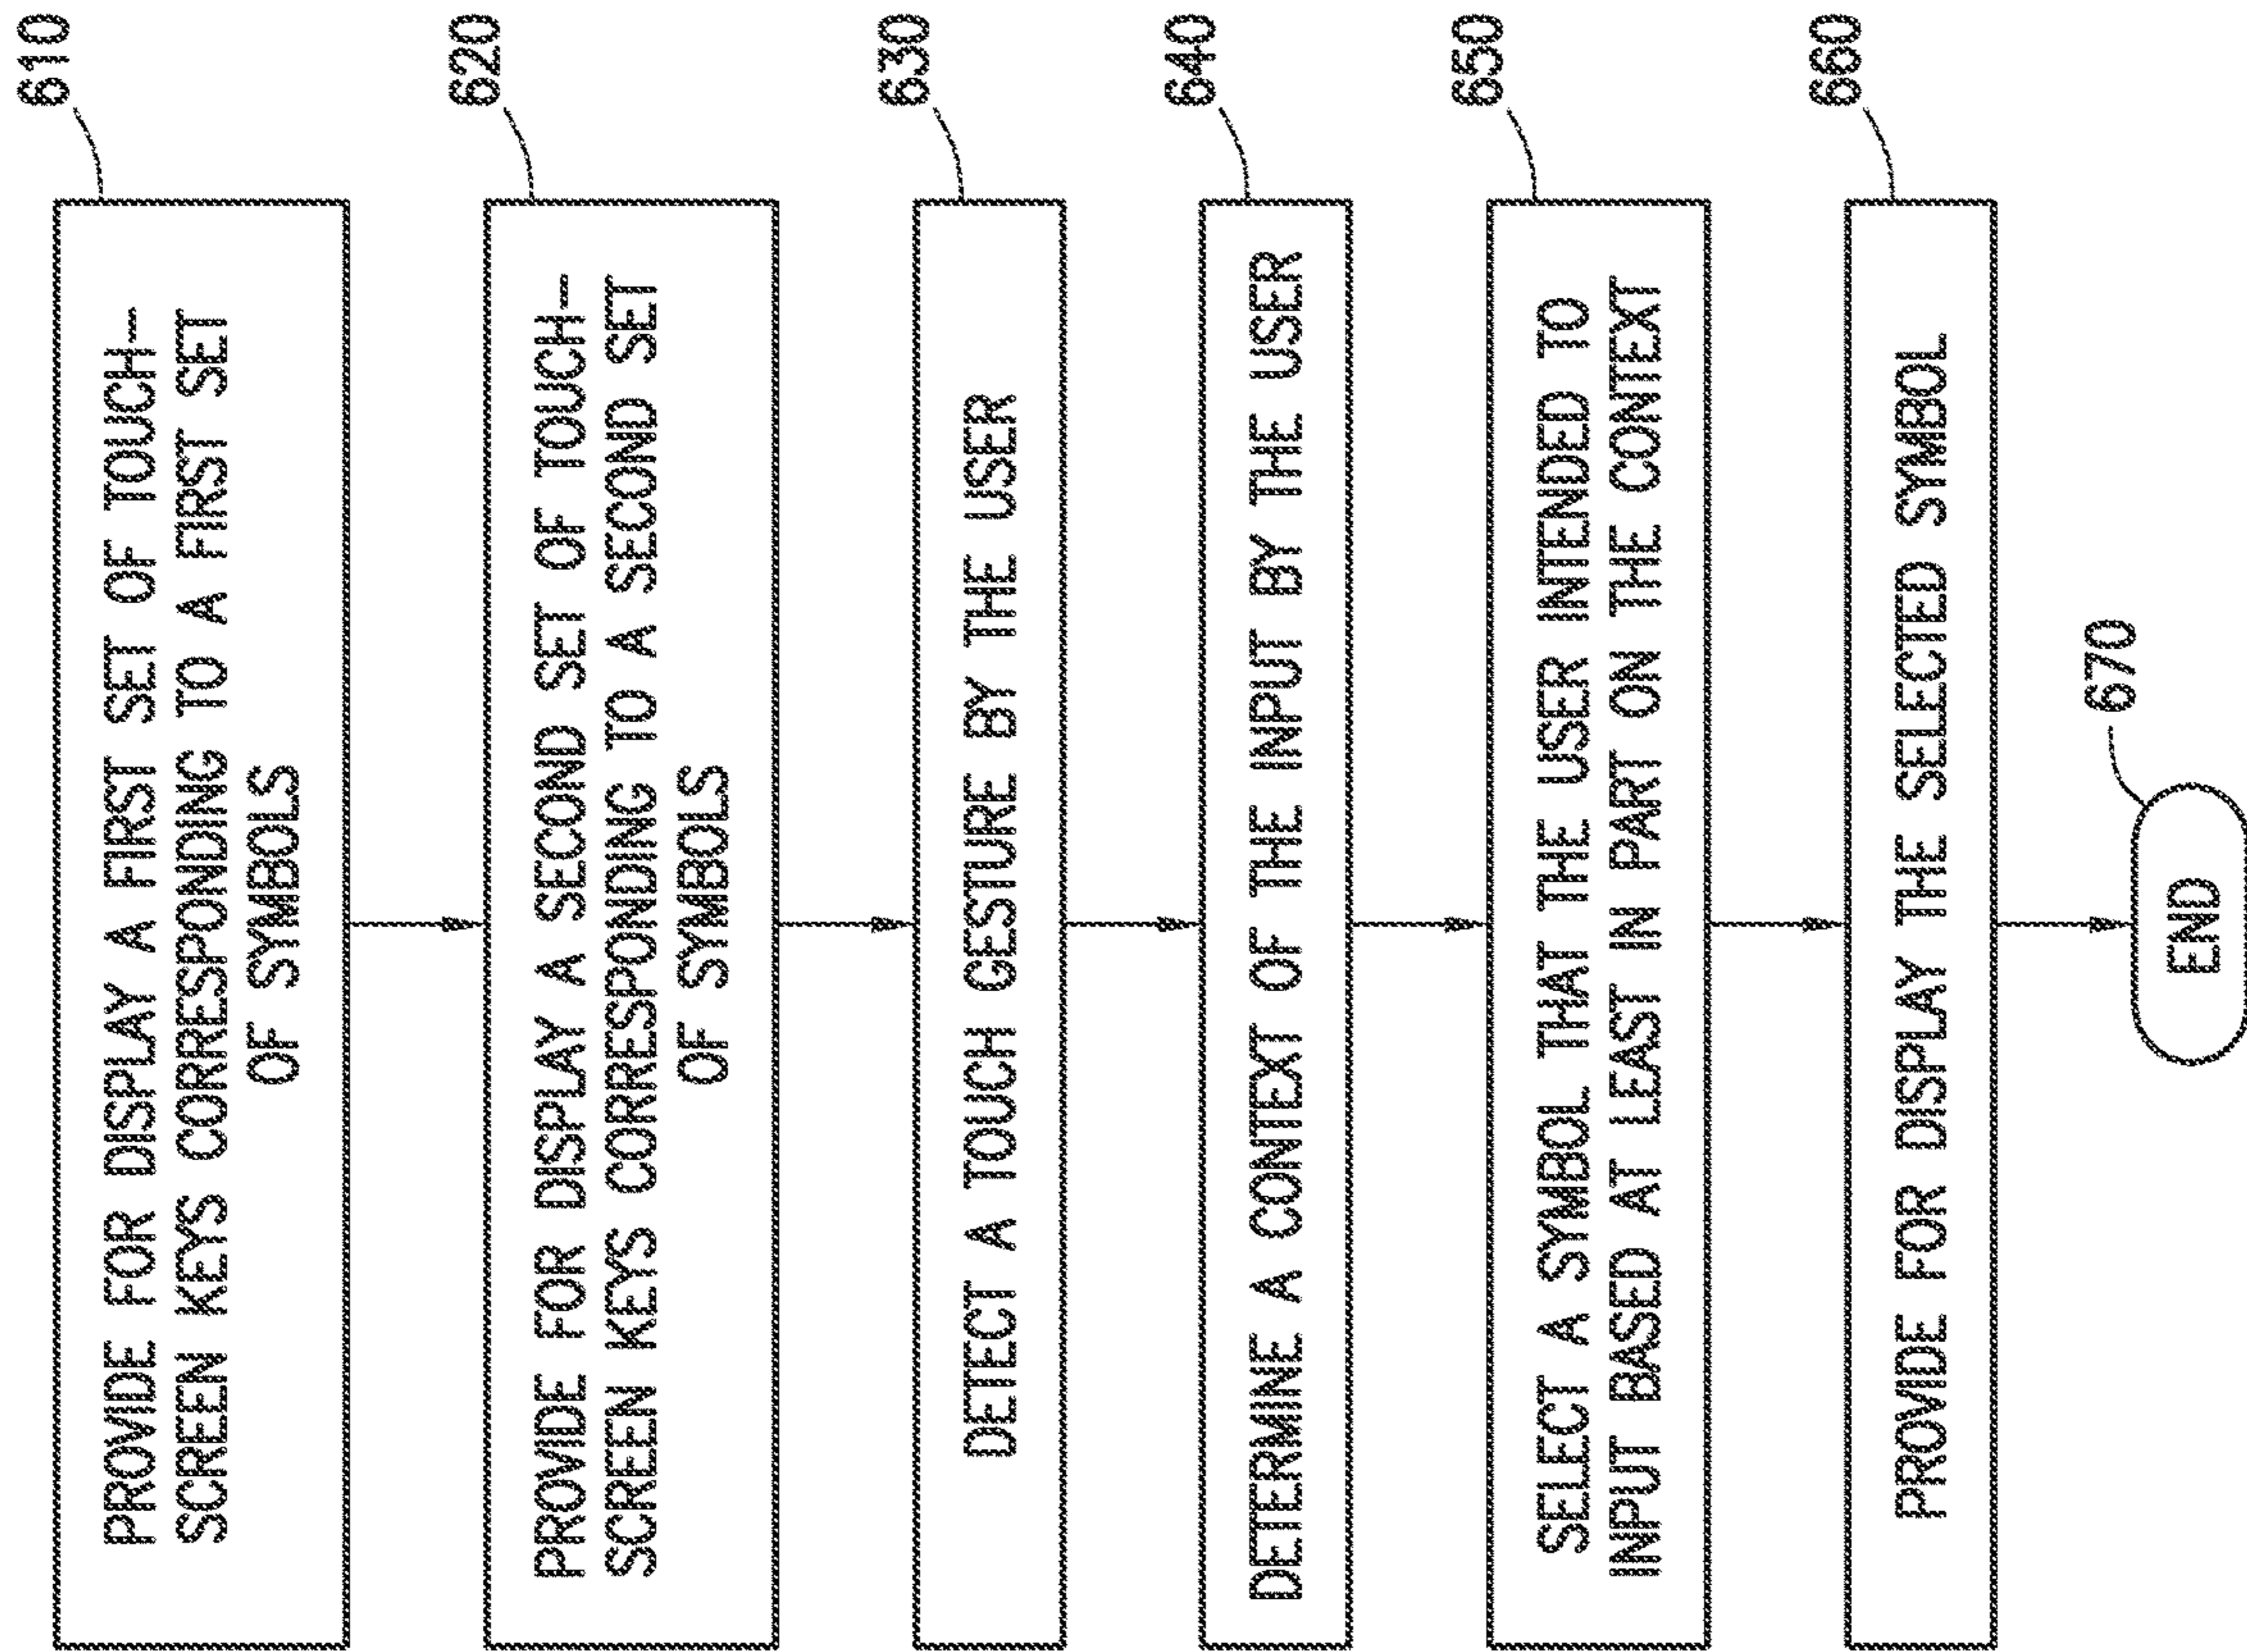 610
PROVIDE FOR DISPLAY A FIRST SET OF TOUCH–
SCREEN KEYS CORRESPONDING TO A FIRST SET
OF SYMBOLS
620
PROVIDE FOR DISPLAY A SECOND SET OF TOUCH–
SCREEN KEYS CORRESPONDING TO A SECOND SET
OF SYMBOLS
630
DETECT A TOUCH GESTURE BY THE USER
640
DETERMINE A CONTEXT OF THE INPUT BY THE USER
650
SELECT A SYMBOL THAT THE USER INTENDED TO
INPUT BASED AT LEAST IN PART ON THE CONTEXT
660
PROVIDE FOR DISPLAY THE SELECTED SYMBOL
670
END